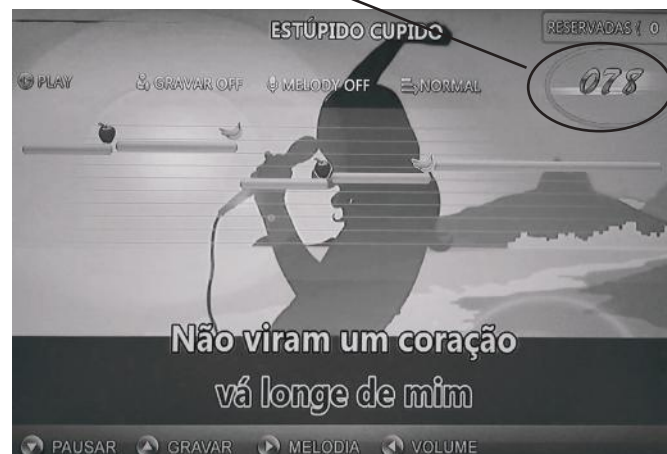 ESTÚPIDO CUPIDO
RESERVADAS ( 0
PLAY GRAVAR OFF MELODY OFF NORMAL
078
Não viram um coração
vá longe de mim
PAUSAR GRAVAR MELODIA VOLUME